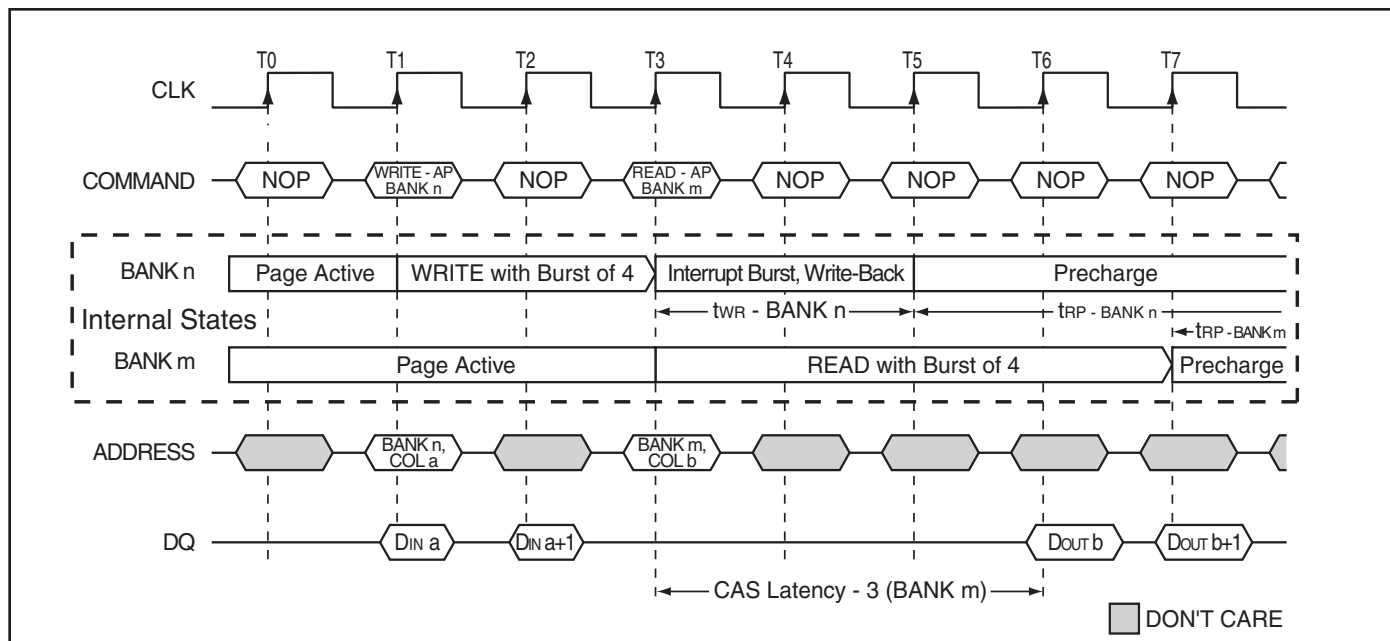 T0 T1 T2 T3 T4 T5 T6 T7
CLK
COMMAND NOP WRITE - AP BANK n NOP READ - AP BANK m NOP NOP NOP NOP
BANK n Page Active WRITE with Burst of 4 Interrupt Burst, Write-Back Precharge
tWR - BANK n tRP - BANK n
Internal States
tRP - BANK m
BANK m Page Active READ with Burst of 4 Precharge
ADDRESS BANK n, COL a BANK m, COL b
DQ DIN a DIN a+1 DOUT b DOUT b+1
CAS Latency - 3 (BANK m)
DON'T CARE